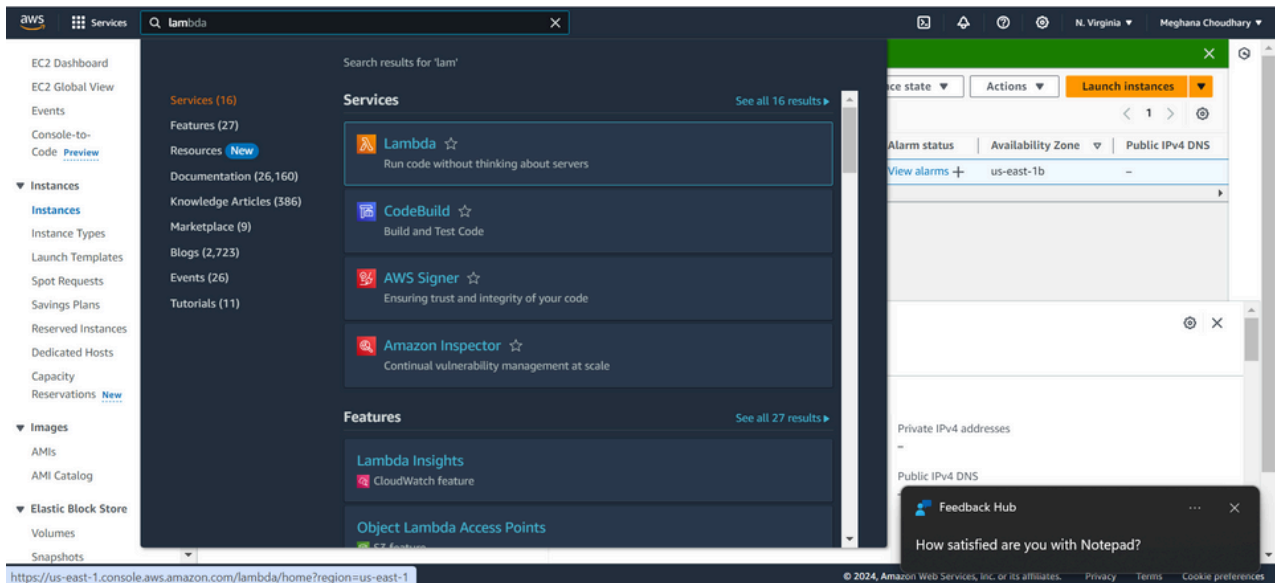 aws Services lambda N. Virginia ▼ Meghana Choudhary ▼
EC2 Dashboard
EC2 Global View
Events
Console-to-
Code Preview
▼ Instances
Instances
Instance Types
Launch Templates
Spot Requests
Savings Plans
Reserved Instances
Dedicated Hosts
Capacity
Reservations New
▼ Images
AMIs
AMI Catalog
▼ Elastic Block Store
Volumes
Snapshots
Search results for 'lam'
Services (16)
Features (27)
Resources New
Documentation (26,160)
Knowledge Articles (386)
Marketplace (9)
Blogs (2,723)
Events (26)
Tutorials (11)
Services See all 16 results ▶
Lambda
Run code without thinking about servers
CodeBuild
Build and Test Code
AWS Signer
Ensuring trust and integrity of your code
Amazon Inspector
Continual vulnerability management at scale
Features See all 27 results ▶
Lambda Insights
CloudWatch feature
Object Lambda Access Points
S3 feature
state ▼ Actions ▼ Launch instances ▼
1
Alarm status Availability Zone Public IPv4 DNS
View alarms + us-east-1b –
Private IPv4 addresses
–
Public IPv4 DNS
Feedback Hub
How satisfied are you with Notepad?
https://us-east-1.console.aws.amazon.com/lambda/home?region=us-east-1
© 2024, Amazon Web Services, Inc. or its affiliates. Privacy Terms Cookie preferences